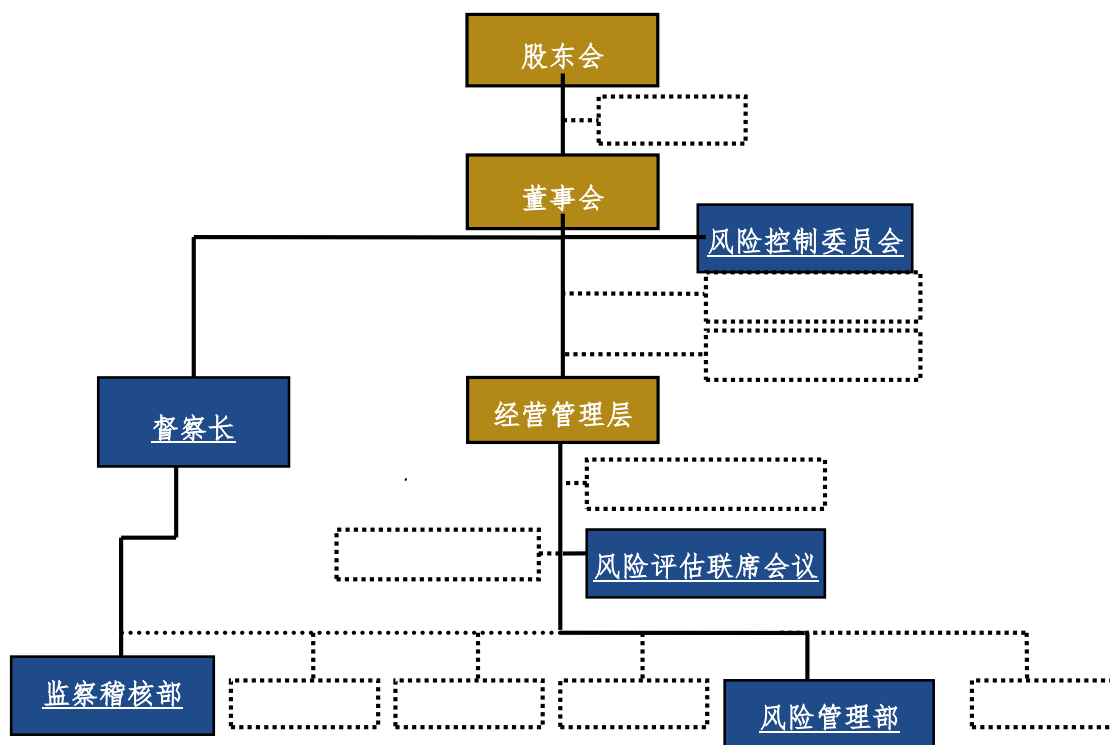 股东会
董事会
风险控制委员会
督察长
经营管理层
风险评估联席会议
监察稽核部
风险管理部